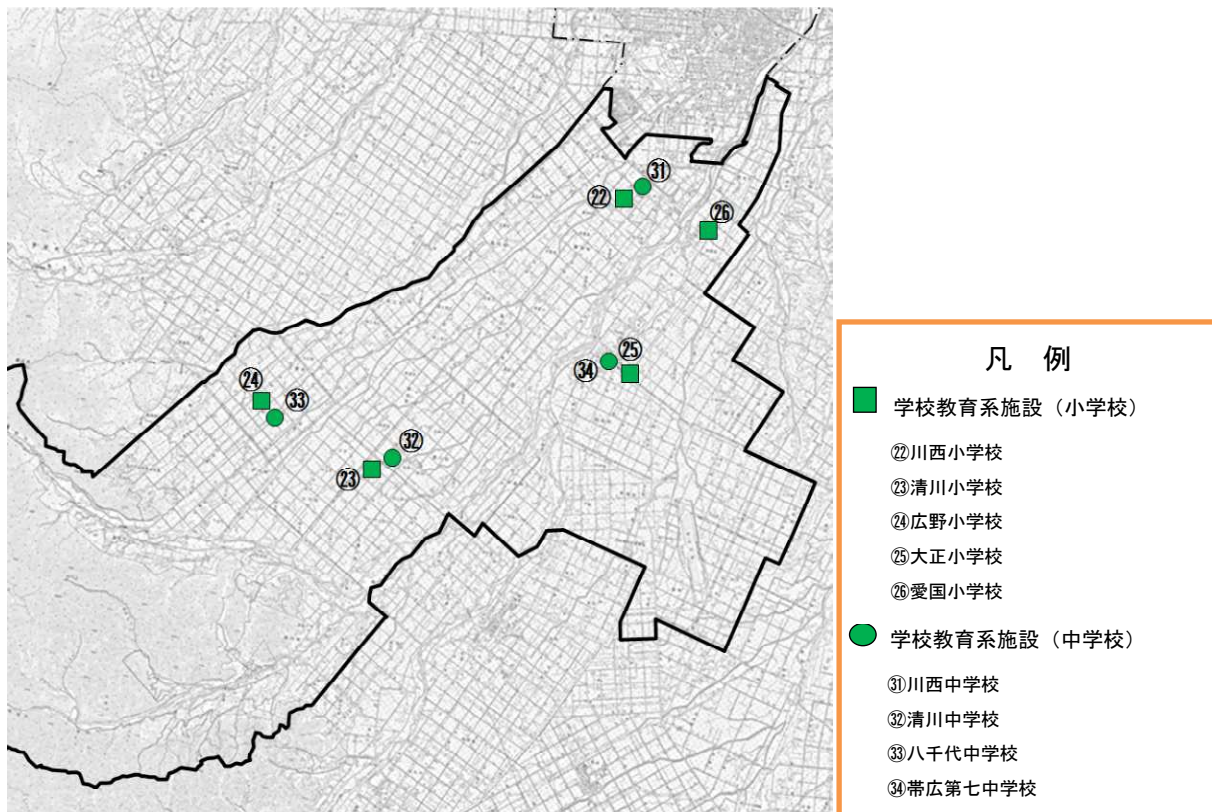 ㉛
㉒
㉖
㉕
㉞
㉔
㉝
㉜
㉓
凡 例
学校教育系施設（小学校）
㉒川西小学校
㉓清川小学校
㉔広野小学校
㉕大正小学校
㉖愛国小学校
学校教育系施設（中学校）
㉛川西中学校
㉜清川中学校
㉝八千代中学校
㉞帯広第七中学校